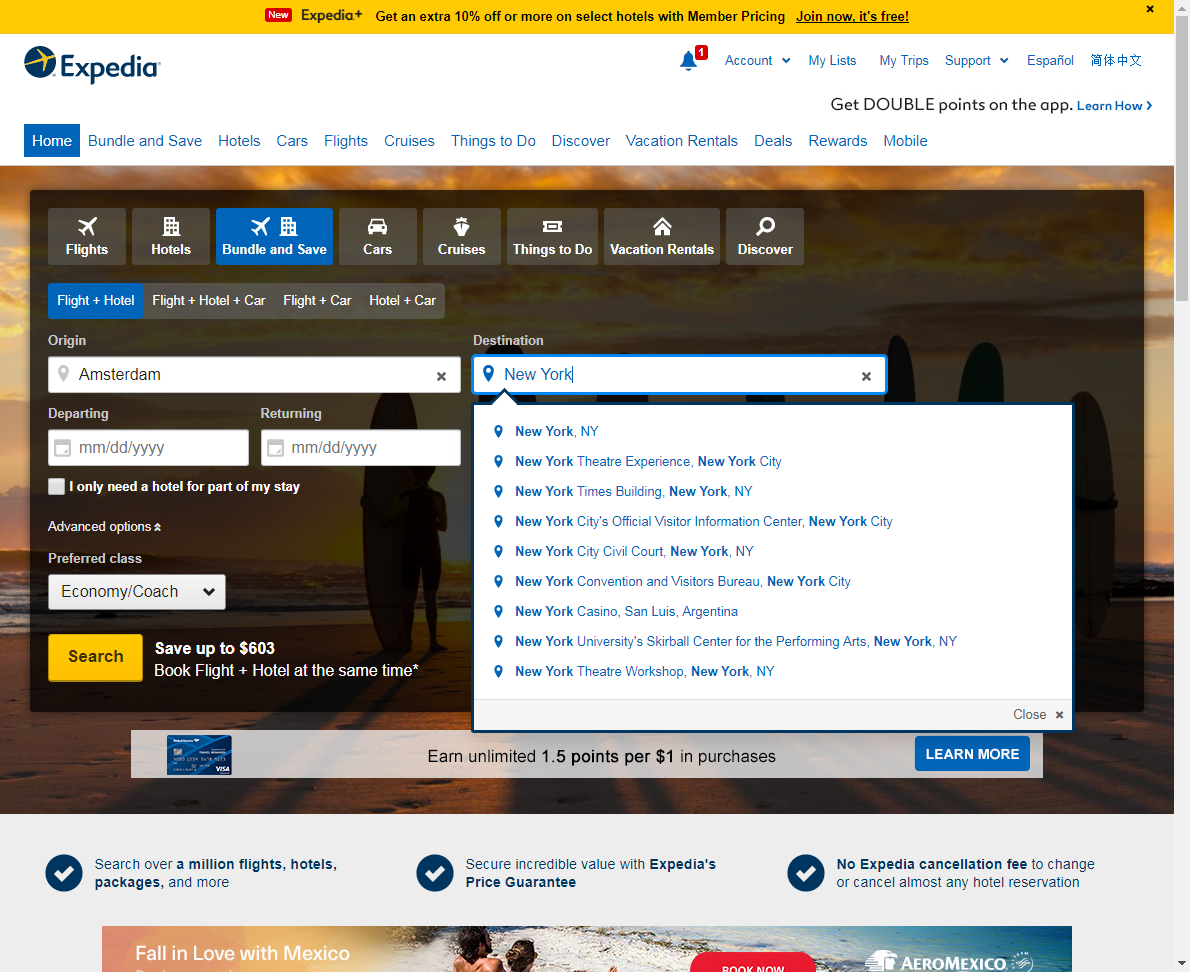 New Expedia+ Get an extra 10% off or more on select hotels with Member Pricing Join now, it's free!
Expedia
1 Account My Lists My Trips Support Español 简体中文
Get DOUBLE points on the app. Learn How
Home Bundle and Save Hotels Cars Flights Cruises Things to Do Discover Vacation Rentals Deals Rewards Mobile
Flights Hotels Bundle and Save Cars Cruises Things to Do Vacation Rentals Discover
Flight + Hotel Flight + Hotel + Car Flight + Car Hotel + Car
Origin Destination
Amsterdam New York
Departing Returning
mm/dd/yyyy mm/dd/yyyy
I only need a hotel for part of my stay
Advanced options
Preferred class
Economy/Coach
Search
Save up to $603
Book Flight + Hotel at the same time*
New York, NY
New York Theatre Experience, New York City
New York Times Building, New York, NY
New York City's Official Visitor Information Center, New York City
New York City Civil Court, New York, NY
New York Convention and Visitors Bureau, New York City
New York Casino, San Luis, Argentina
New York University's Skirball Center for the Performing Arts, New York, NY
New York Theatre Workshop, New York, NY
Close
VISA
Earn unlimited 1.5 points per $1 in purchases LEARN MORE
Search over a million flights, hotels,
packages, and more
Secure incredible value with Expedia's
Price Guarantee
No Expedia cancellation fee to change
or cancel almost any hotel reservation
Fall in Love with Mexico
BOOK NOW
AEROMEXICO